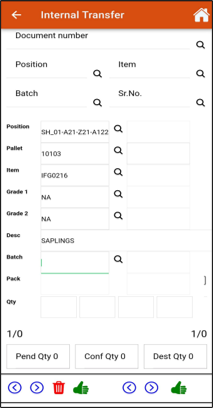 Internal Transfer
Document number
Position Item
Batch Sr.No.
Position SH_01-A21-Z21-A122
Pallet 10103
Item IFG0216
Grade 1 NA
Grade 2 NA
Desc SAPLINGS
Batch
Pack ]
Qty
1/0 1/0
Pend Qty 0 Conf Qty 0 Dest Qty 0